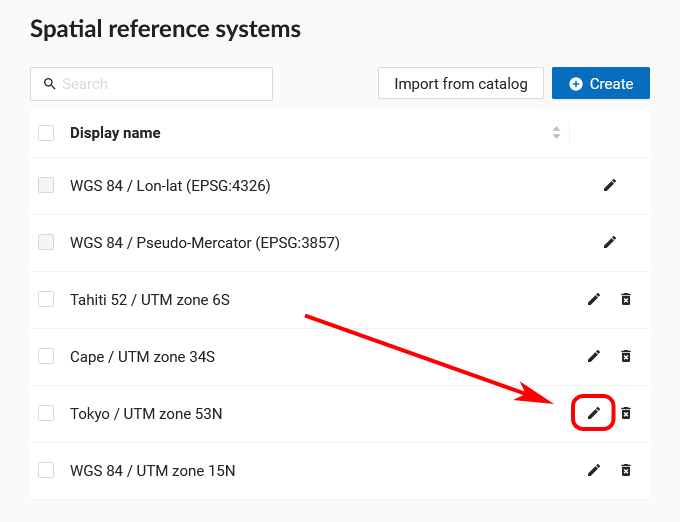 Spatial reference systems
Search
Import from catalog
Create
Display name
WGS 84 / Lon-lat (EPSG:4326)
WGS 84 / Pseudo-Mercator (EPSG:3857)
Tahiti 52 / UTM zone 6S
Cape / UTM zone 34S
Tokyo / UTM zone 53N
WGS 84 / UTM zone 15N